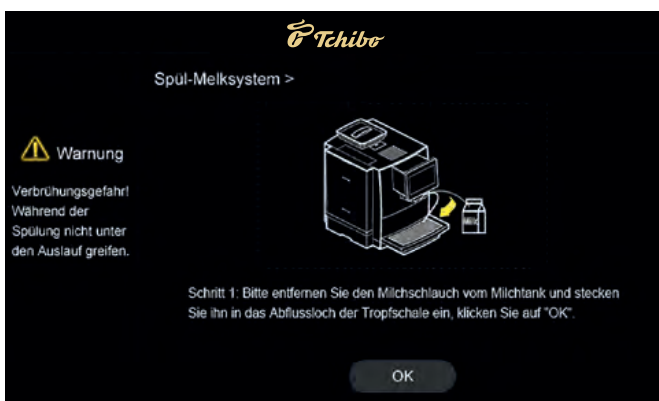 Tchibo
Spül-Melksystem >
Warnung
Verbrühungsgefahr!
Während der
Spülung nicht unter
den Auslauf greifen.
Schritt 1: Bitte entfernen Sie den Milchschlauch vom Milchtank und stecken
Sie ihn in das Abflussloch der Tropfschale ein, klicken Sie auf "OK".
OK